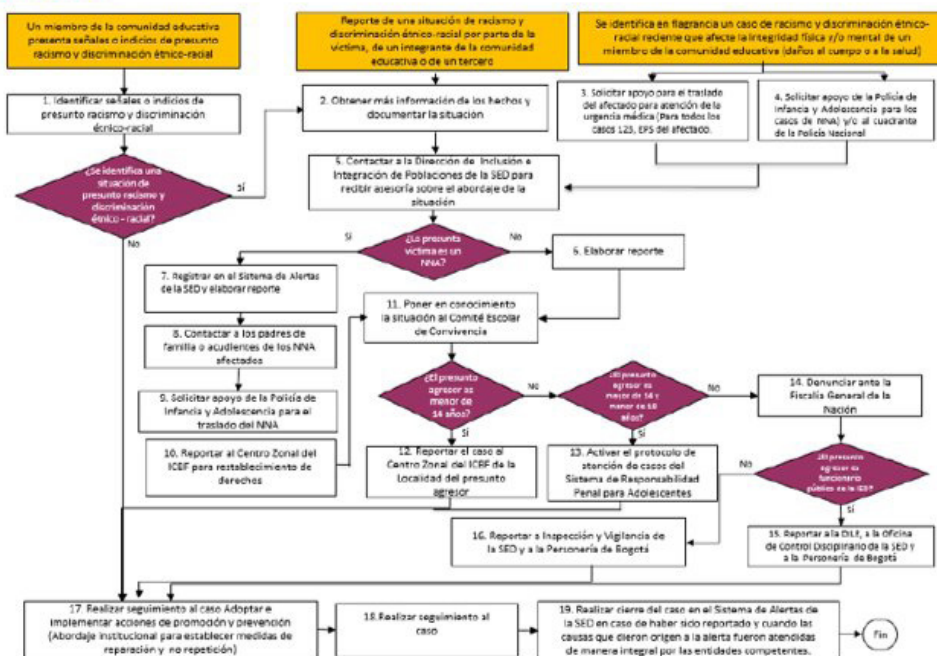 Un miembro de la comunidad educativa
presenta señales o indicios de presunto
racismo y discriminación étnico-racial
Reporte de una situación de racismo y
discriminación étnico-racial por parte de la
víctima, de un integrante de la comunidad
educativa o de un tercero
Se identifica en flagrancia un caso de racismo y discriminación étnico-
racial reciente que afecte la integridad física y/o mental de un
miembro de la comunidad educativa (daños al cuerpo o a la salud)
1. Identificar señales o indicios de
presunto racismo y discriminación
étnico-racial
2. Obtener más información de los hechos y
documentar la situación
3. Solicitar apoyo para el traslado
del afectado para atención de la
urgencia médica (Para todos los
casos 123, EPS del afectado.
4. Solicitar apoyo de la Policía de
Infancia y Adolescencia para los
casos de NNA) y/o al cuadrante
de la Policía Nacional
¿Se identifica una
situación de
presunto racismo y
discriminación
étnico - racial?
Sí
No
5. Contactar a la Dirección de Inclusión e
Integración de Poblaciones de la SED para
recibir asesoría sobre el abordaje de la
situación
¿La presunta
víctima es un
NNA?
Sí
No
6. Elaborar reporte
7. Registrar en el Sistema de Alertas
de la SED y elaborar reporte
8. Contactar a los padres de
familia o acudientes de los NNA
afectados
9. Solicitar apoyo de la Policía de
Infancia y Adolescencia para el
traslado del NNA
10. Reportar al Centro Zonal del
ICBF para restablecimiento de
derechos
11. Poner en conocimiento
la situación al Comité Escolar
de Convivencia
¿El presunto
agresor es
menor de
14 años?
No
Sí
¿El presunto
agresor es
menor de 14 y
menor de 18
años?
No
Sí
12. Reportar el caso al
Centro Zonal del ICBF de la
Localidad del presunto
agresor
13. Activar el protocolo de
atención de casos del
Sistema de Responsabilidad
Penal para Adolescentes
14. Denunciar ante la
Fiscalía General de la
Nación
¿El presunto
agresor es
funcionario
público de la
No
Sí
15. Reportar a la DILE, a la Oficina
de Control Disciplinario de la SED y
a la Personería de Bogotá
16. Reportar a Inspección y Vigilancia de
la SED y a la Personería de Bogotá
17. Realizar seguimiento al caso Adoptar e
implementar acciones de promoción y prevención
(Abordaje institucional para establecer medidas de
reparación y no repetición)
18. Realizar seguimiento al
caso
19. Realizar cierre del caso en el Sistema de Alertas de
la SED en caso de haber sido reportado y cuando las
causas que dieron origen a la alerta fueron atendidas
de manera integral por las entidades competentes.
Fin